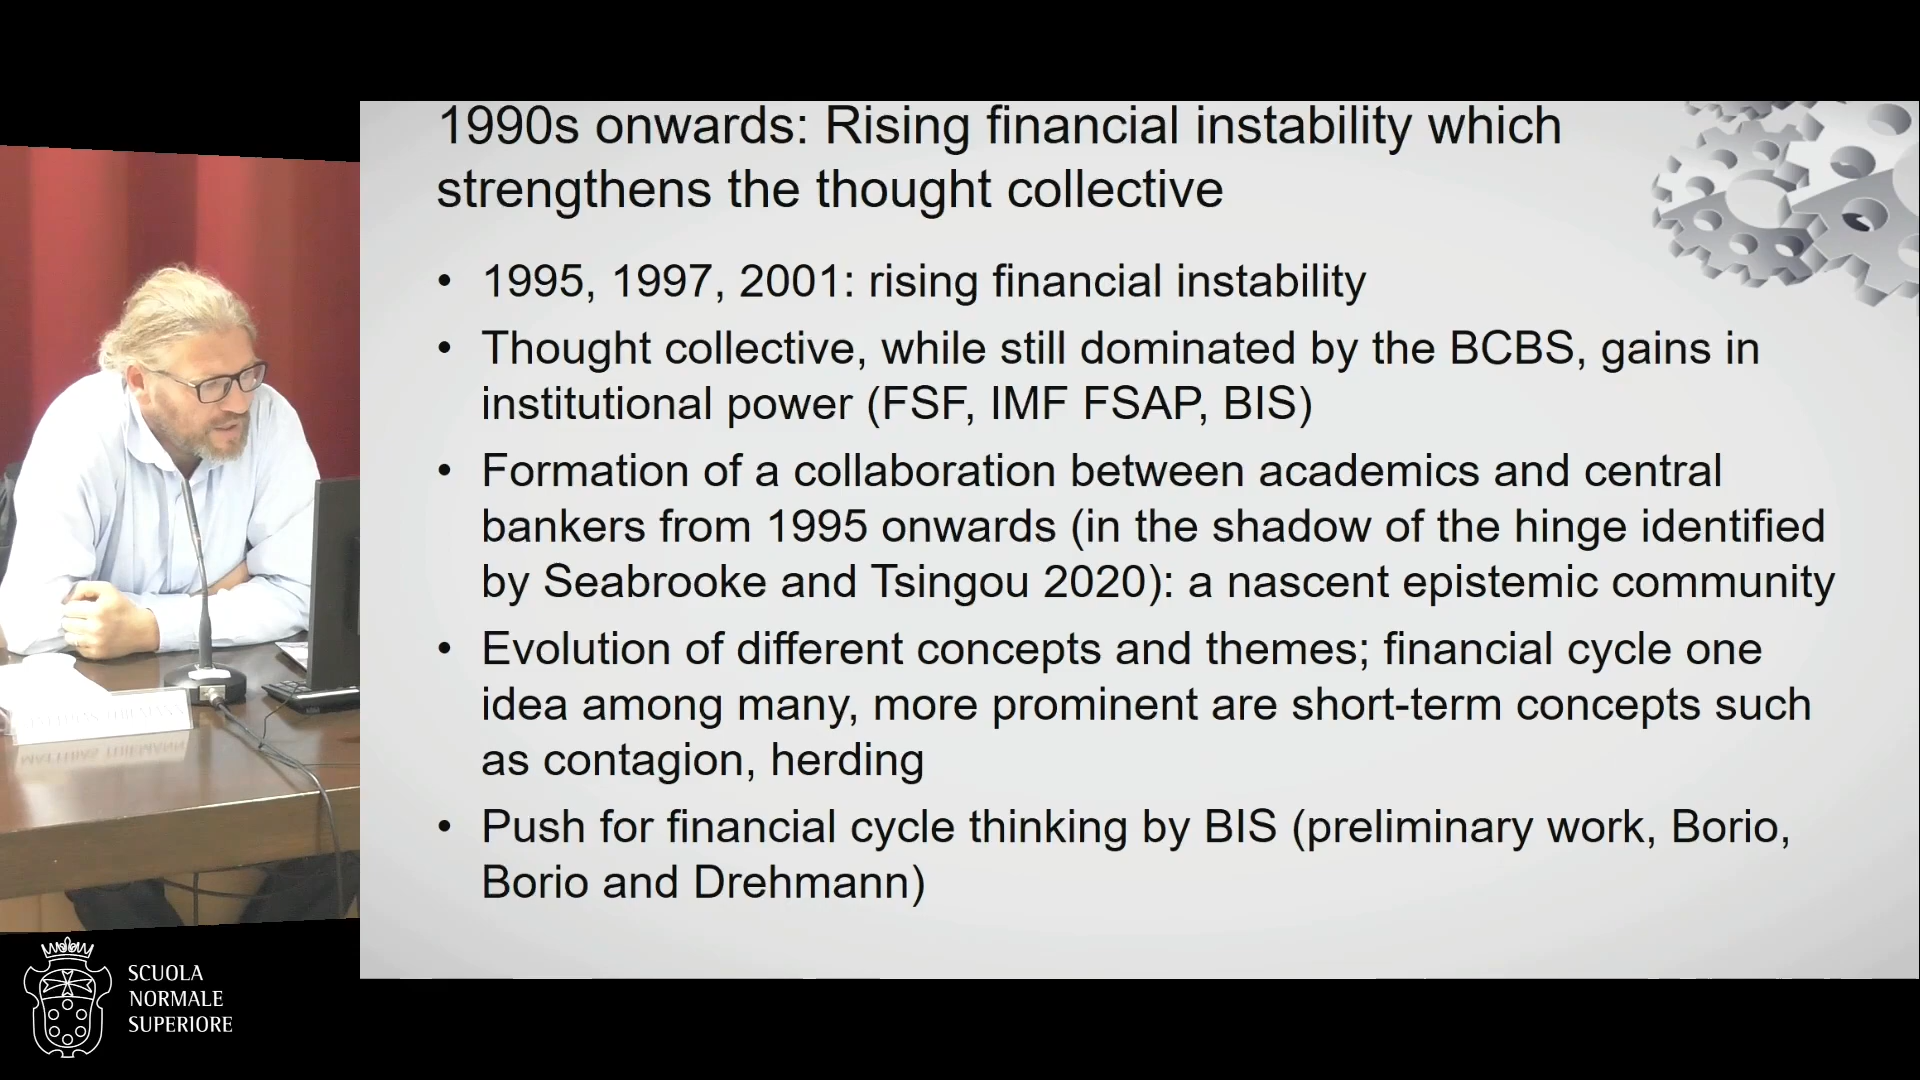 1990s onwards: Rising financial instability which
strengthens the thought collective
• 1995, 1997, 2001: rising financial instability
• Thought collective, while still dominated by the BCBS, gains in
institutional power (FSF, IMF FSAP, BIS)
• Formation of a collaboration between academics and central
bankers from 1995 onwards (in the shadow of the hinge identified
by Seabrooke and Tsingou 2020): a nascent epistemic community
• Evolution of different concepts and themes; financial cycle one
idea among many, more prominent are short-term concepts such
as contagion, herding
• Push for financial cycle thinking by BIS (preliminary work, Borio,
Borio and Drehmann)
MATTHIAS THIEMANN
SCUOLA
NORMALE
SUPERIORE